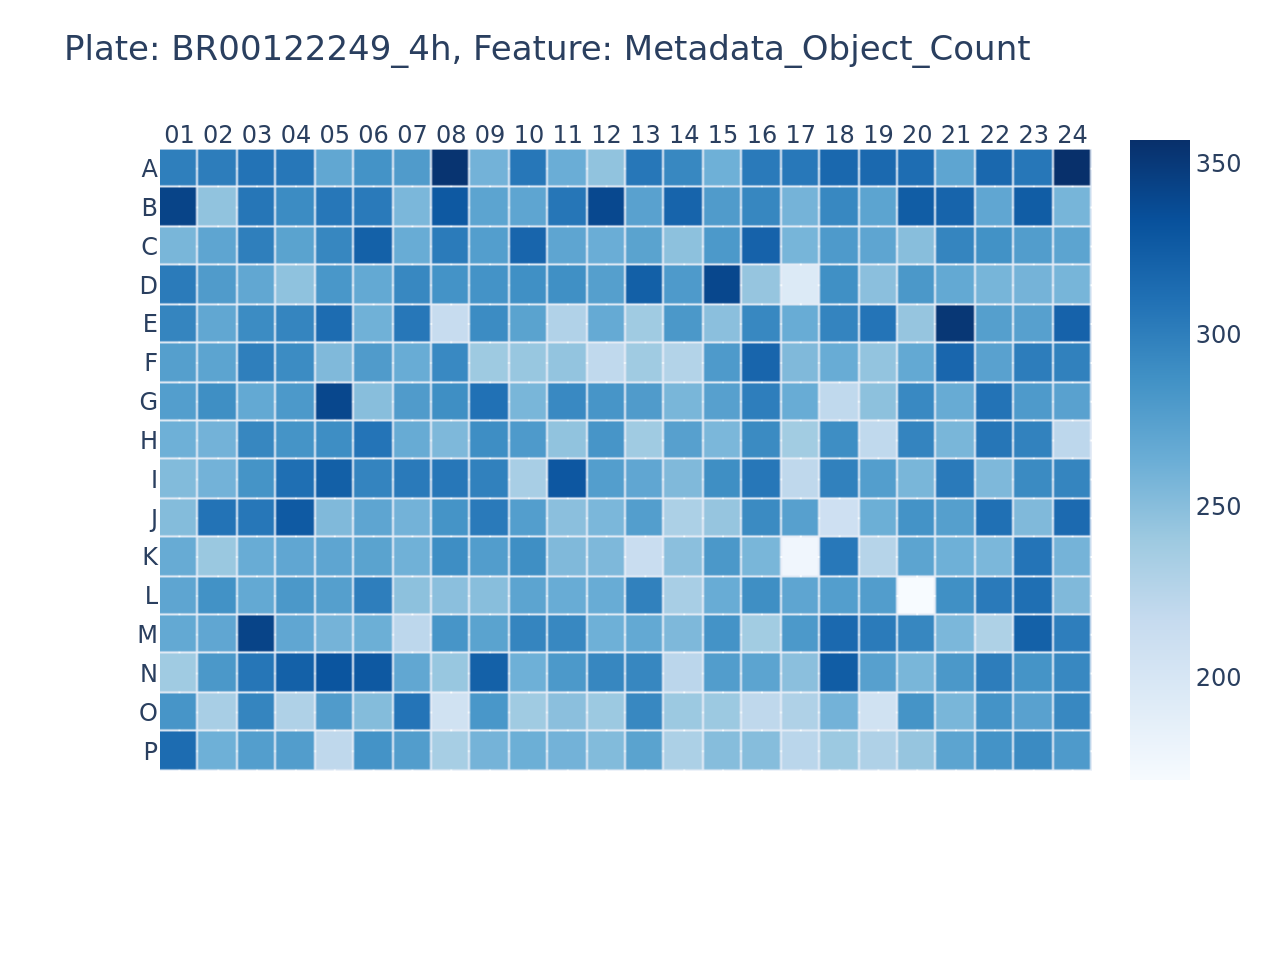 Plate: BR00122249_4h, Feature: Metadata_Object_Count
01 02 03 04 05 06 07 08 09 10 11 12 13 14 15 16 17 18 19 20 21 22 23 24
A
B
C
D
E
F
G
H
I
J
K
L
M
N
O
P
350
300
250
200